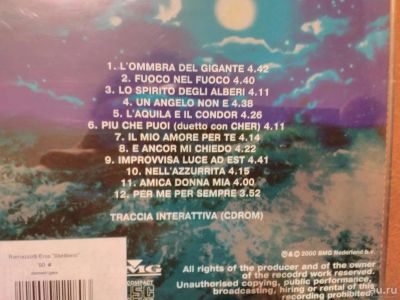 1. L'OMMBRA DEL GIGANTE 4.42
2. FUOCO NEL FUOCO 4.40
3. LO SPIRITO DEGLI ALBERI 4.11
4. UN ANGELO NON E 4.38
5. L'AQUILA E IL CONDOR 4.26
6. PIU CHE PUOI (duetto con CHER) 4.11
7. IL MIO AMORE PER TE 4.14
8. E ANCOR MI CHIEDO 4.22
9. IMPROVVISA LUCE AD EST 4.41
10. NELL'AZZURRITA 4.15
11. AMICA DONNA MIA 4.00
12. PER ME PER SEMPRE 3.52
TRACCIA INTERATTIVA (CDROM)
Ramazzotti Eros
BMG
COMPACT
℗ & © 2000 BMG Nederland b.v.
All rights of the producer and of the owner
of the recodrd work reserved.
Unauthorised copying, public performance,
broadcasting, hiring or rental of this
recording prohibited.